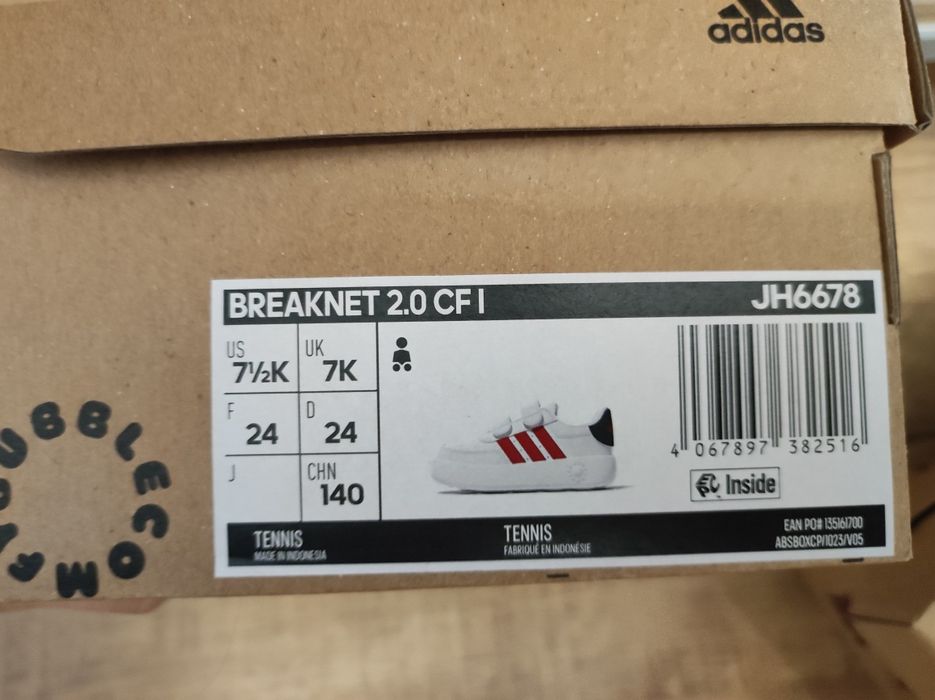 adidas
BREAKNET 2.0 CF I JH6678
US 7½K UK 7K
F 24 D 24
J CHN 140
4 067897 382516
Inside
TENNIS
MADE IN INDONESIA
TENNIS
FABRIQUÉ EN INDONÉSIE
EAN PO# 135161700
ABSBOXCP/1023/V05
BUBBLECOMF